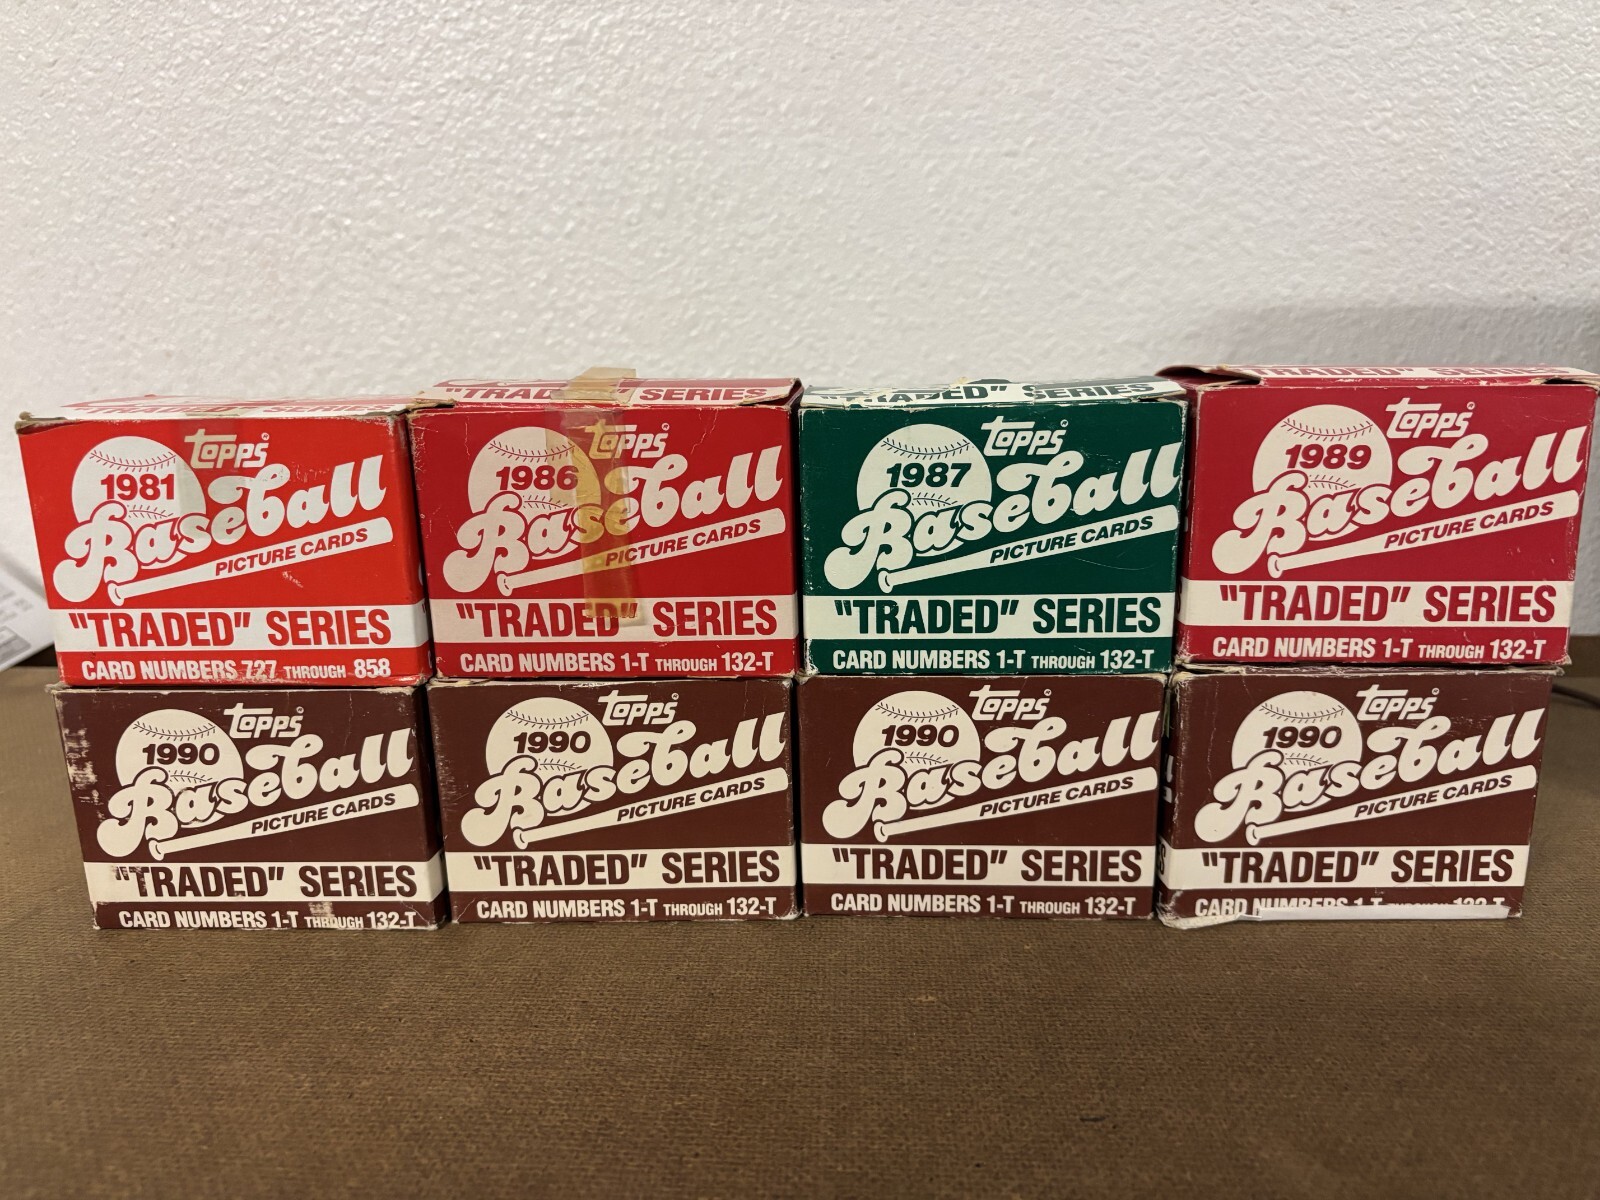 "TRADED" SERIES
"TRADED" SERIES
"TRADED" SERIES
topps
1981
Baseball
PICTURE CARDS
"TRADED" SERIES
CARD NUMBERS 727 THROUGH 858
topps
1986
Baseball
PICTURE CARDS
"TRADED" SERIES
CARD NUMBERS 1-T THROUGH 132-T
topps
1987
Baseball
PICTURE CARDS
"TRADED" SERIES
CARD NUMBERS 1-T THROUGH 132-T
topps
1989
Baseball
PICTURE CARDS
"TRADED" SERIES
CARD NUMBERS 1-T THROUGH 132-T
topps
1990
Baseball
PICTURE CARDS
"TRADED" SERIES
CARD NUMBERS 1-T THROUGH 132-T
topps
1990
Baseball
PICTURE CARDS
"TRADED" SERIES
CARD NUMBERS 1-T THROUGH 132-T
topps
1990
Baseball
PICTURE CARDS
"TRADED" SERIES
CARD NUMBERS 1-T THROUGH 132-T
topps
1990
Baseball
PICTURE CARDS
"TRADED" SERIES
CARD NUMBERS 1-T THROUGH 132-T